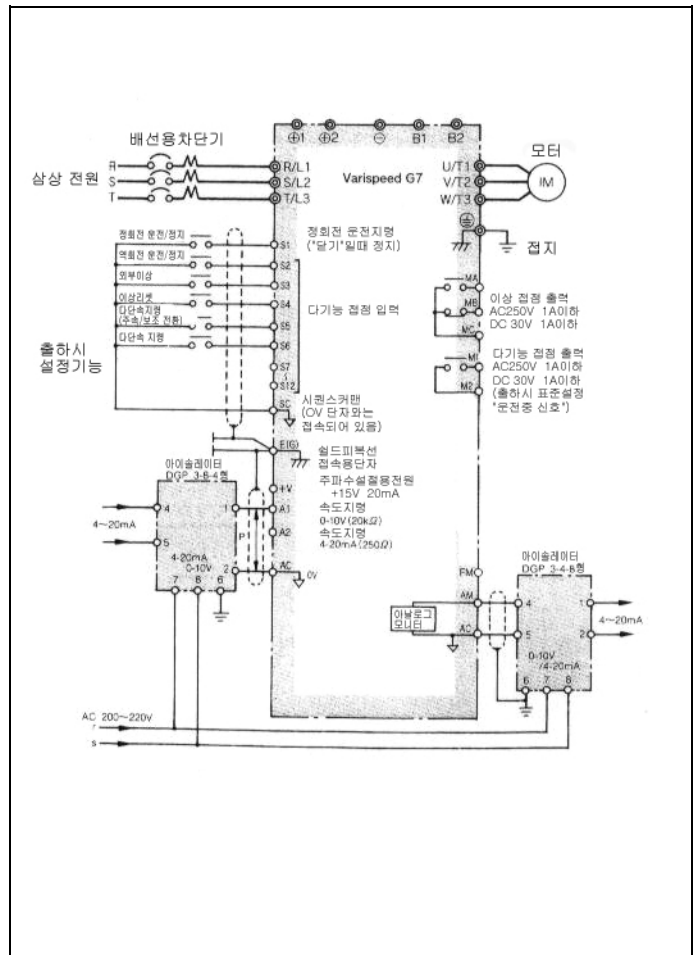 ⊕1 ⊕2 ⊖ B1 B2
배선용차단기
모터
삼상 전원
R
S
T
R/L1
S/L2
T/L3
Varispeed G7
U/T1
V/T2
W/T3
IM
접지
정회전 운전/정지
역회전 운전/정지
외부이상
이상리셋
다단속지령
(주속/보조 전환)
다단속 지령
출하시
설정기능
S1
S2
S3
S4
S5
S6
S7
S12
SC
정회전 운전지령
("닫기"일때 정지)
다기능 접점 입력
시퀀스커맨
(OV 단자와는
접속되어 있음)
MA
MB
MC
이상 접점 출력
AC250V 1A이하
DC 30V 1A이하
M1
M2
다기능 접점 출력
AC250V 1A이하
DC 30V 1A이하
(출하시 표준설정
"운전중 신호")
E(G)
쉴드피복선
접속용단자
+V
주파수설절용전원
+15V 20mA
A1
속도지령
0-10V (20kΩ)
A2
속도지령
4-20mA (250Ω)
AC
0V
아이솔레이터
DGP 3-8-4형
4~20mA
4
5
1
2
P
4-20mA
0-10V
7 8 6
FM
AM
AC
아날로그
모니터
아이솔레이터
DGP 3-4-8형
4
5
1
2
4~20mA
0-10V
/4-20mA
6 7 8
AC 200~220V
r
s